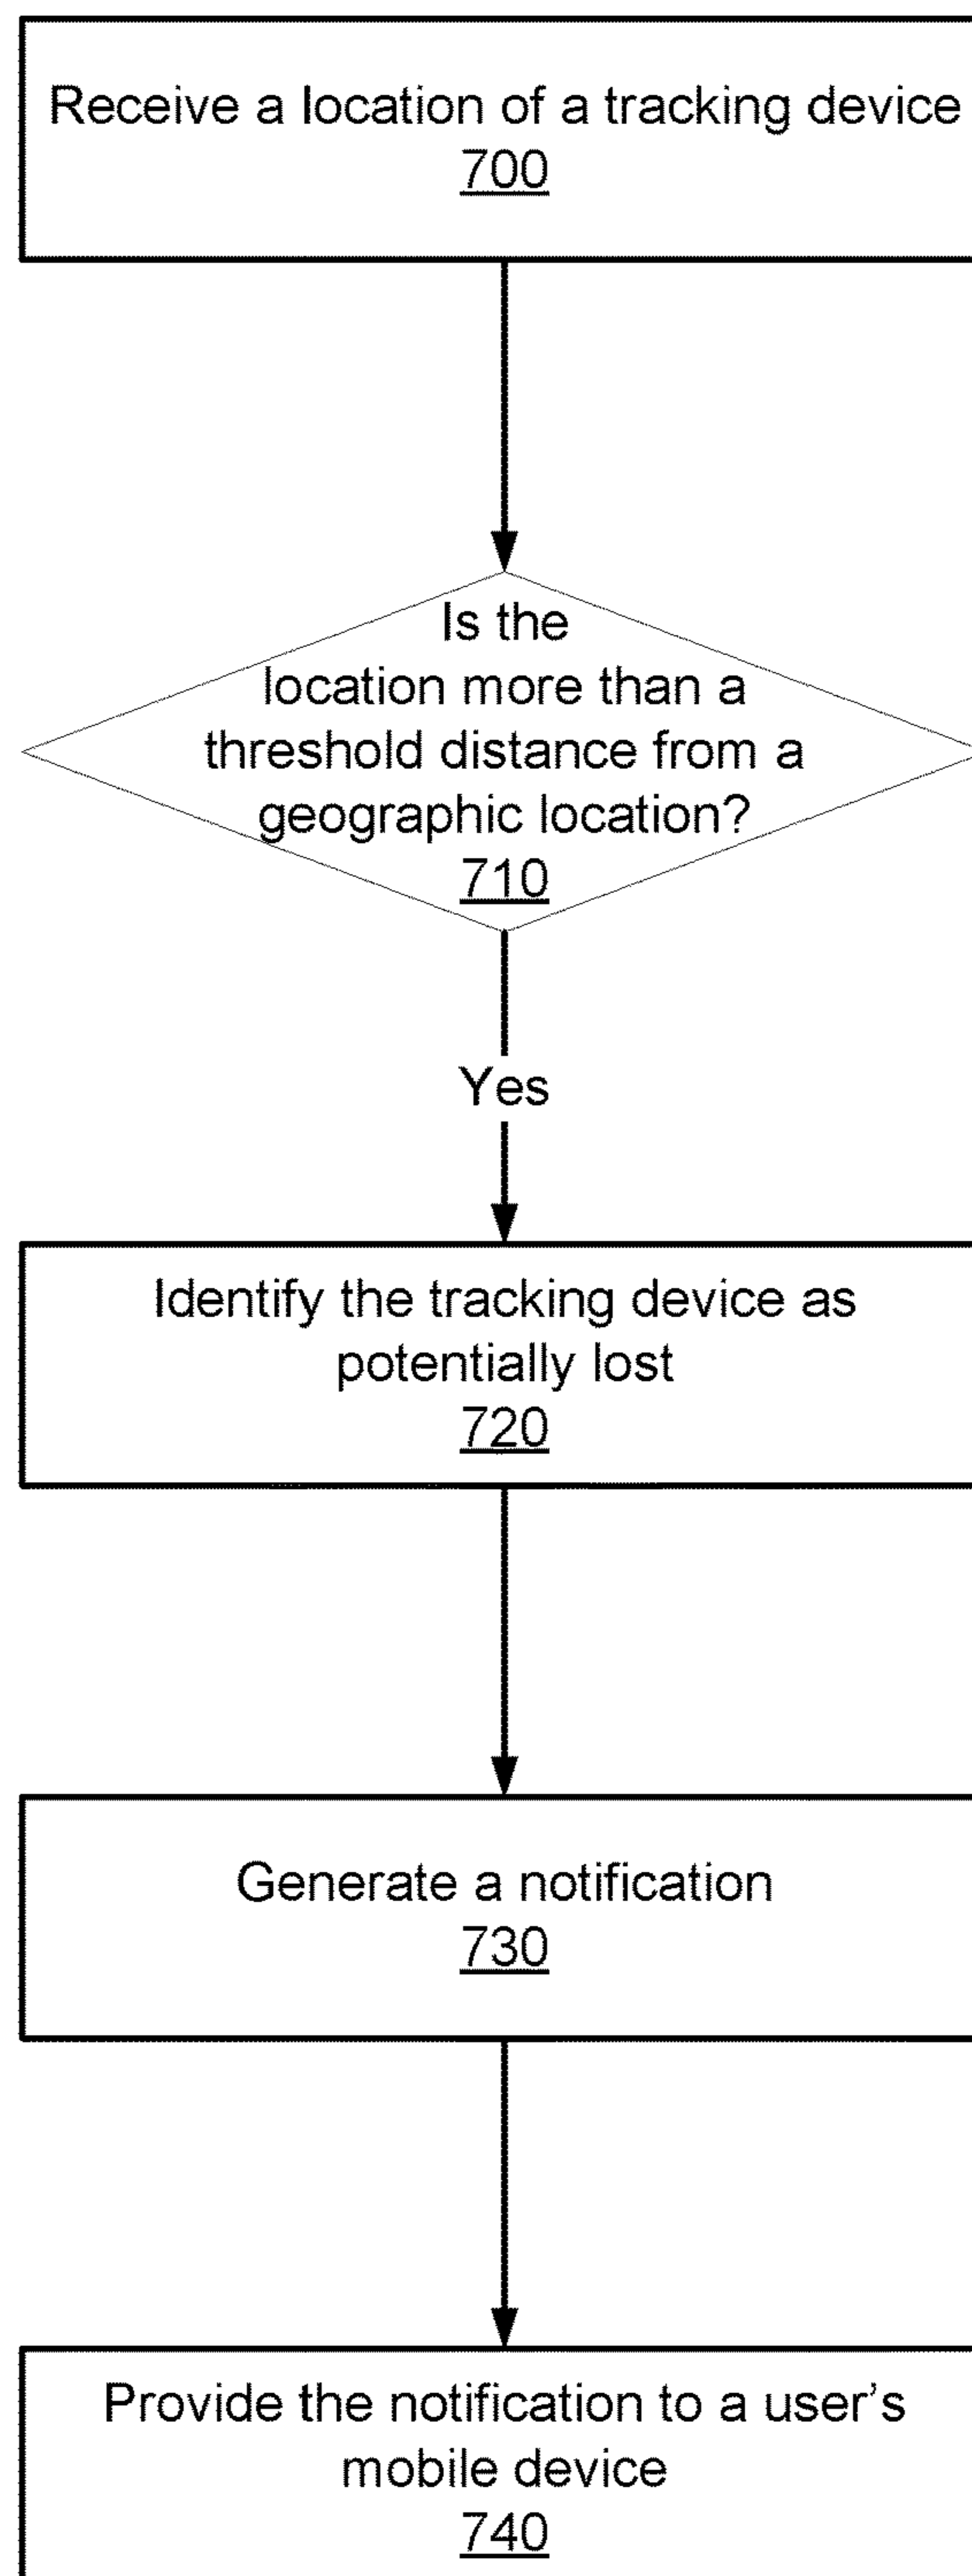 Receive a location of a tracking device
700
Is the
location more than a
threshold distance from a
geographic location?
710
Yes
Identify the tracking device as
potentially lost
720
Generate a notification
730
Provide the notification to a user’s
mobile device
740